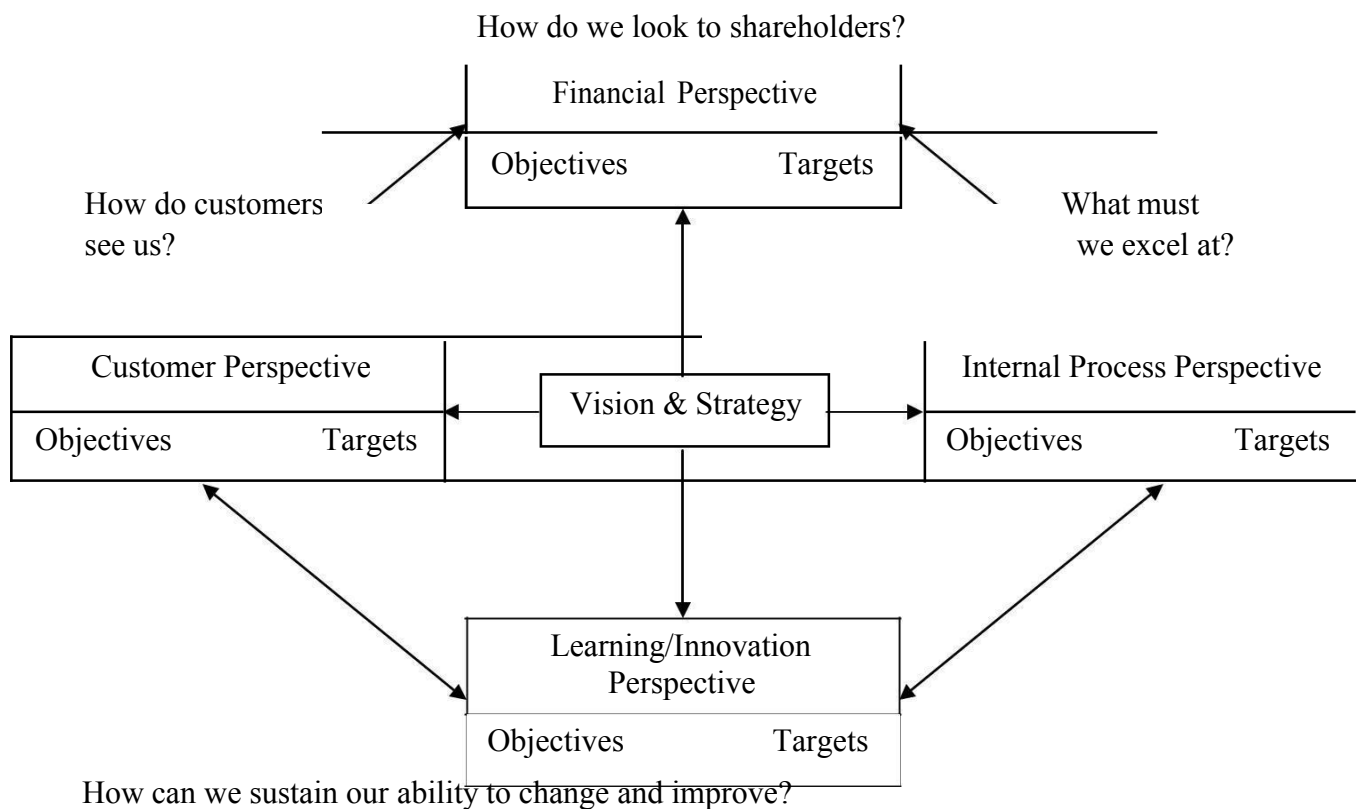 How do we look to shareholders?
Financial Perspective
Objectives Targets
How do customers
see us?
What must
we excel at?
Customer Perspective
Objectives Targets
Vision & Strategy
Internal Process Perspective
Objectives Targets
Learning/Innovation
Perspective
Objectives Targets
How can we sustain our ability to change and improve?